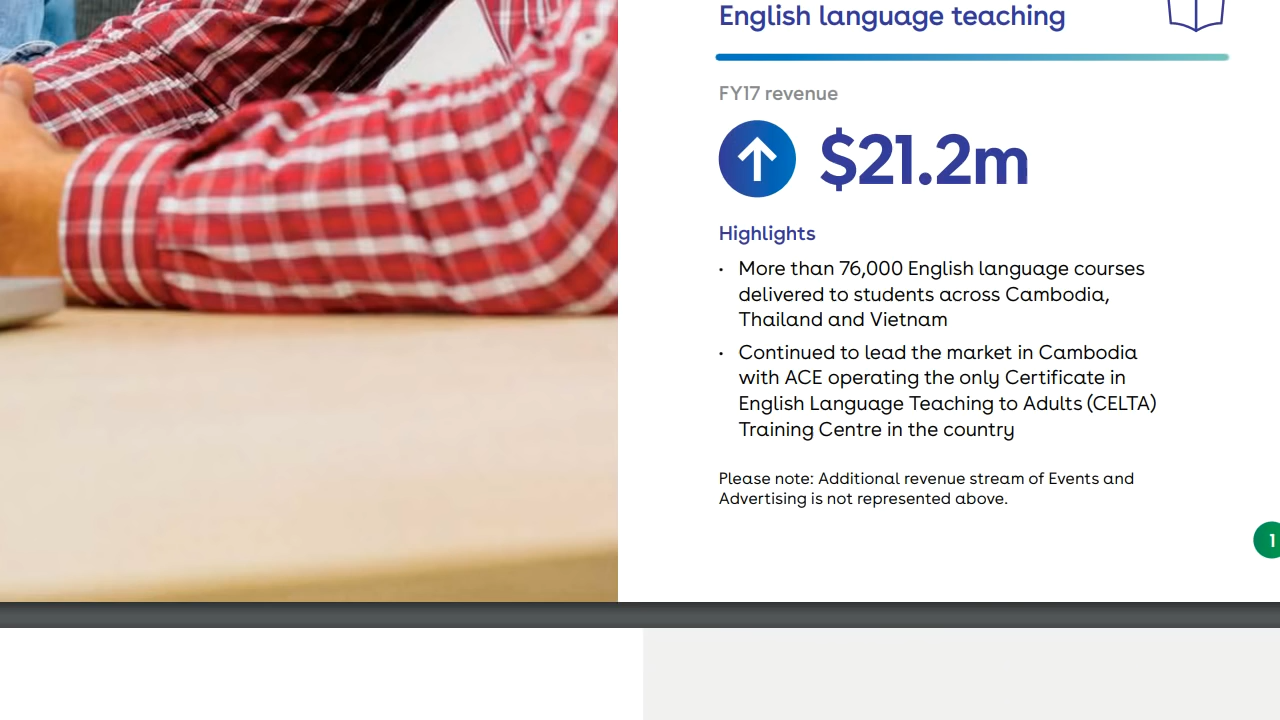 English language teaching
FY17 revenue
$21.2m
Highlights
· More than 76,000 English language courses
delivered to students across Cambodia,
Thailand and Vietnam
· Continued to lead the market in Cambodia
with ACE operating the only Certificate in
English Language Teaching to Adults (CELTA)
Training Centre in the country
Please note: Additional revenue stream of Events and
Advertising is not represented above.
1